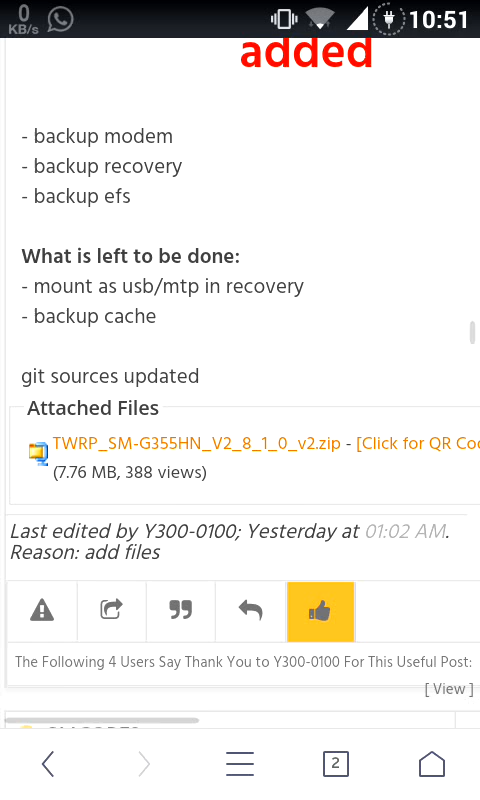 0
KB/s
10:51
added
- backup modem
- backup recovery
- backup efs
What is left to be done:
- mount as usb/mtp in recovery
- backup cache
git sources updated
Attached Files
TWRP_SM-G355HN_V2_8_1_0_v2.zip - [Click for QR Co
(7.76 MB, 388 views)
Last edited by Y300-0100; Yesterday at 01:02 AM.
Reason: add files
The Following 4 Users Say Thank You to Y300-0100 For This Useful Post:
[ View ]
2